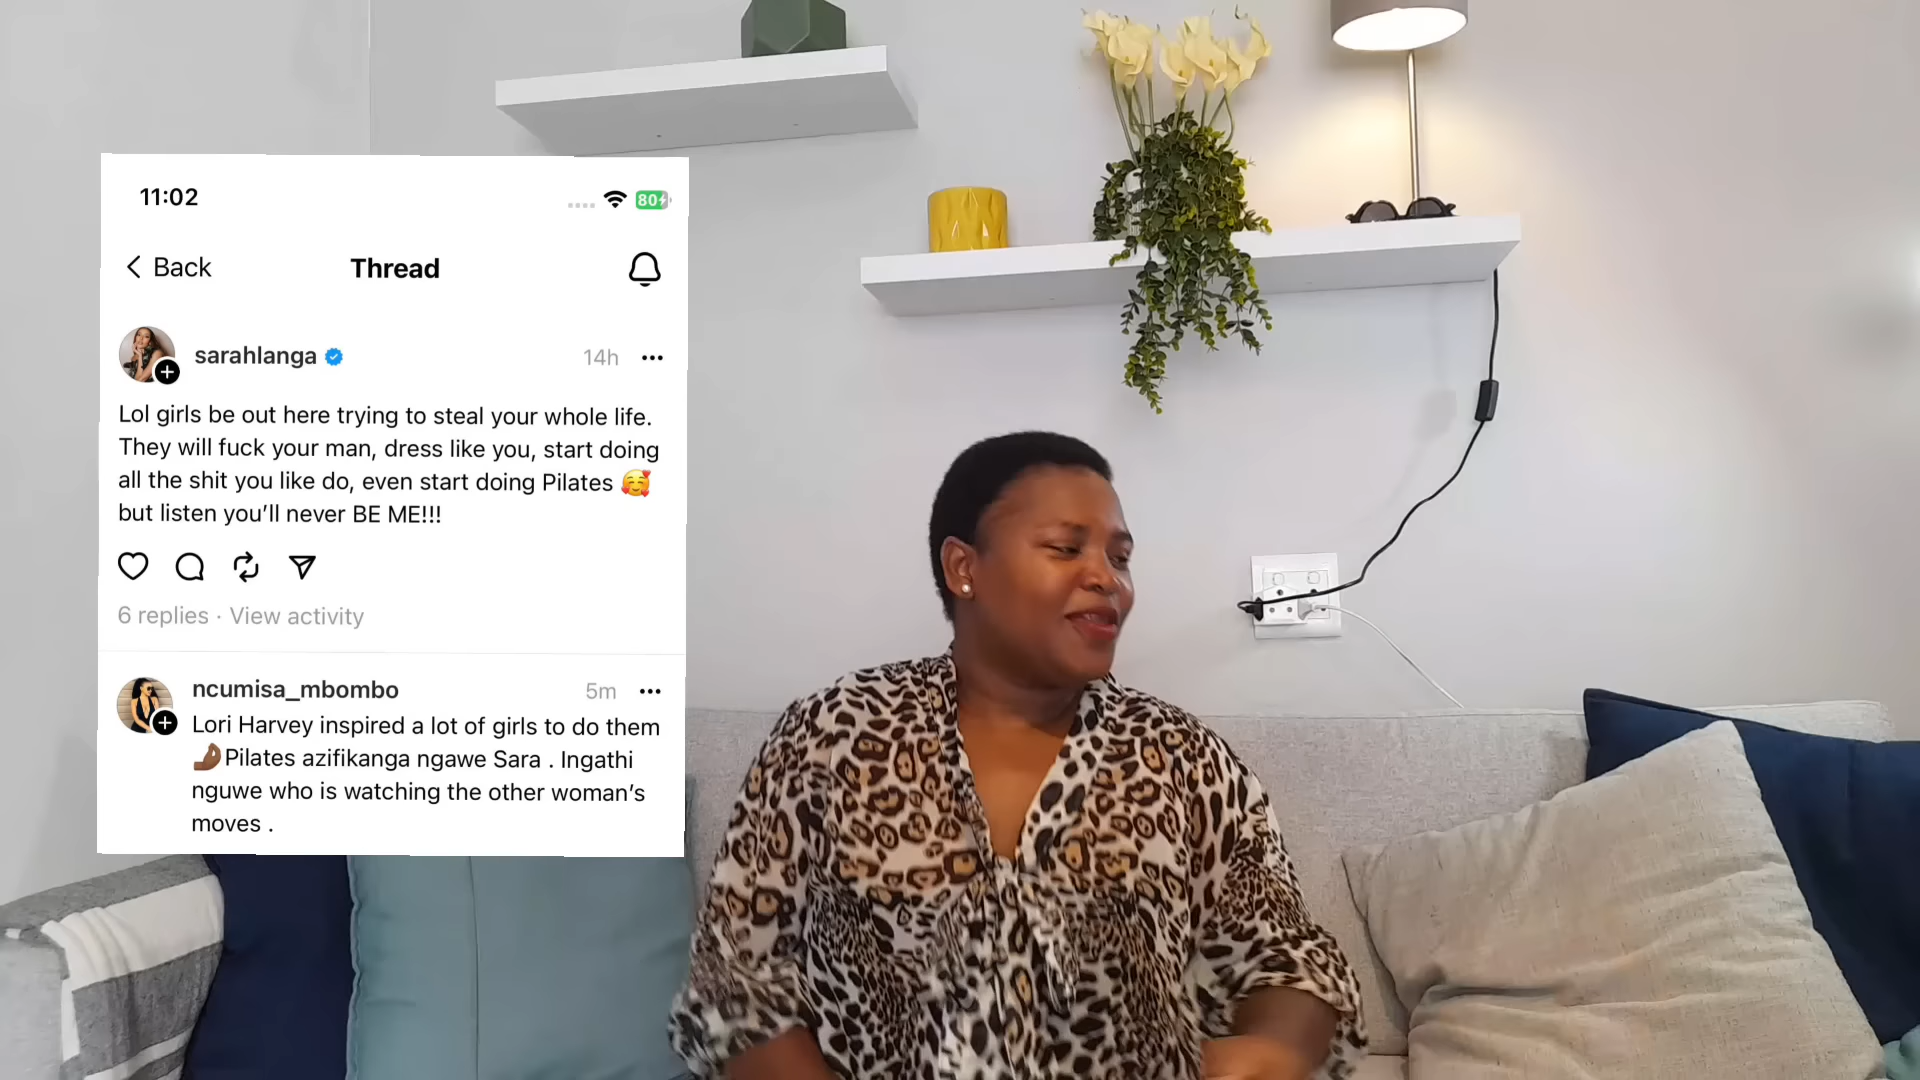 11:02
80
Back
Thread
sarahlanga
14h
Lol girls be out here trying to steal your whole life.
They will fuck your man, dress like you, start doing
all the shit you like do, even start doing Pilates 🥰
but listen you’ll never BE ME!!!
6 replies · View activity
ncumisa_mbombo
5m
Lori Harvey inspired a lot of girls to do them
🤌🏾Pilates azifikanga ngawe Sara . Ingathi
nguwe who is watching the other woman’s
moves .